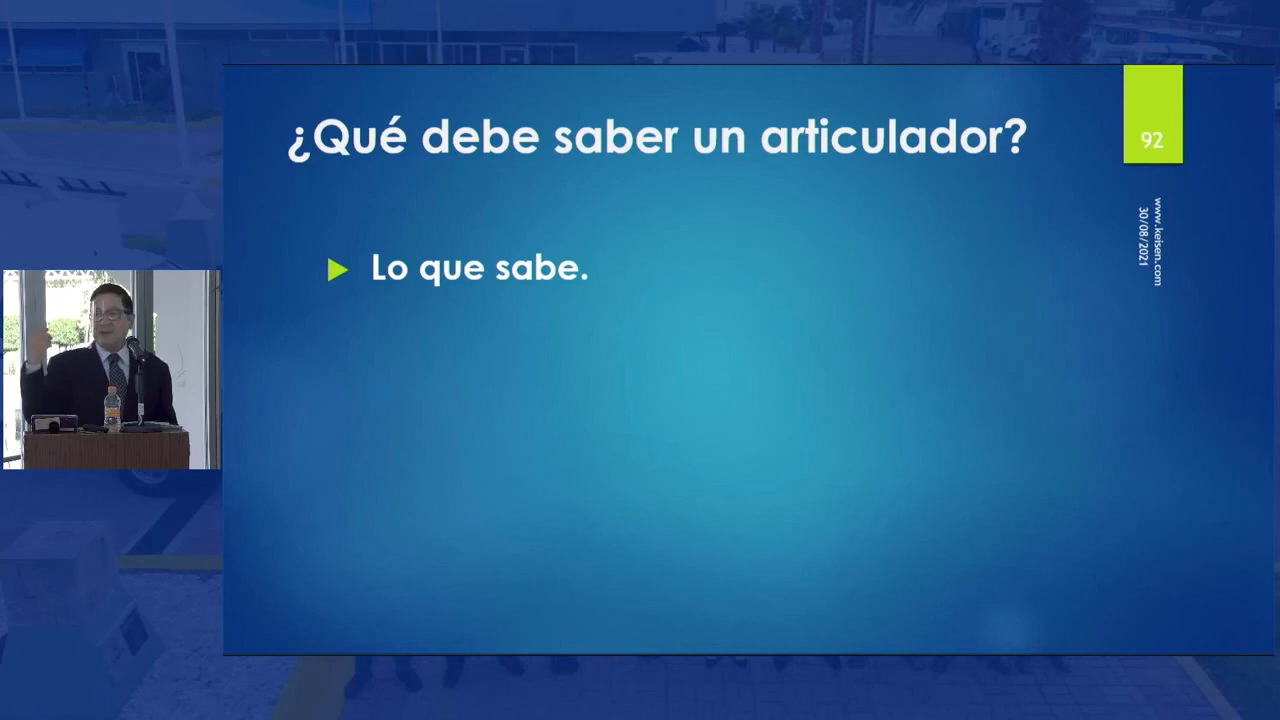 ¿Qué debe saber un articulador?
92
www.keisen.com
30/08/2021
Lo que sabe.